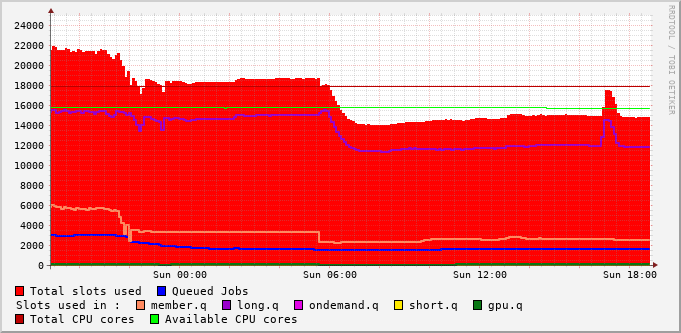 24000
22000
20000
18000
16000
14000
12000
10000
8000
6000
4000
2000
0
Sun 00:00 Sun 06:00 Sun 12:00 Sun 18:00
Total slots used Queued Jobs
Slots used in : member.q long.q ondemand.q short.q gpu.q
Total CPU cores Available CPU cores
RRDTOOL / TOBI OETIKER